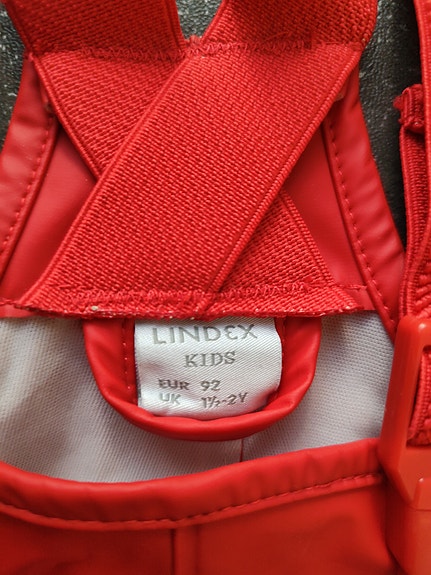 LINDEX
KIDS
EUR 92
UK 1½-2Y